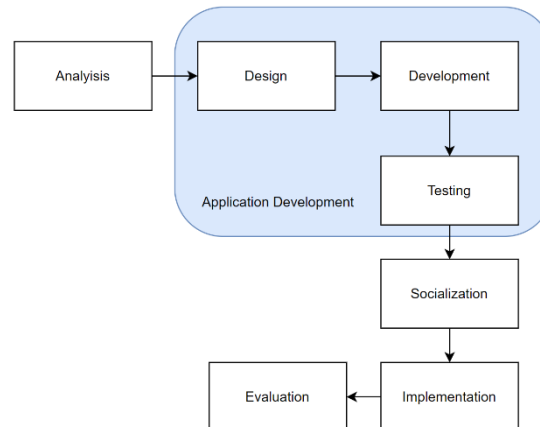 Analyisis
Design
Development
Testing
Application Development
Socialization
Implementation
Evaluation